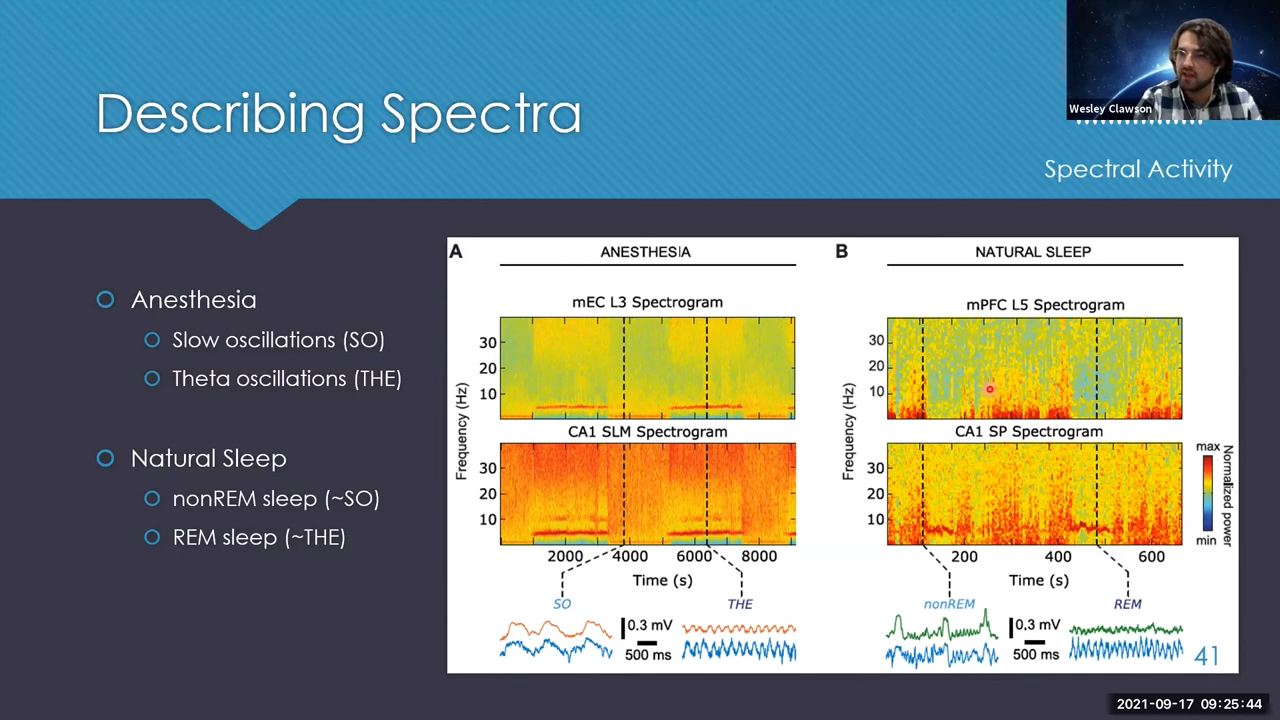 Describing Spectra
Wesley Clawson
Spectral Activity
Anesthesia
Slow oscillations (SO)
Theta oscillations (THE)
Natural Sleep
nonREM sleep (~SO)
REM sleep (~THE)
A
ANESTHESIA
mEC L3 Spectrogram
30
20
10
Frequency (Hz)
CA1 SLM Spectrogram
30
20
10
2000 4000 6000 8000
Time (s)
SO
THE
0.3 mV
500 ms
B
NATURAL SLEEP
mPFC L5 Spectrogram
30
20
10
Frequency (Hz)
CA1 SP Spectrogram
30
20
10
200 400 600
Time (s)
max
min
Normalized power
nonREM
REM
0.3 mV
500 ms
41
2021-09-17 09:25:44